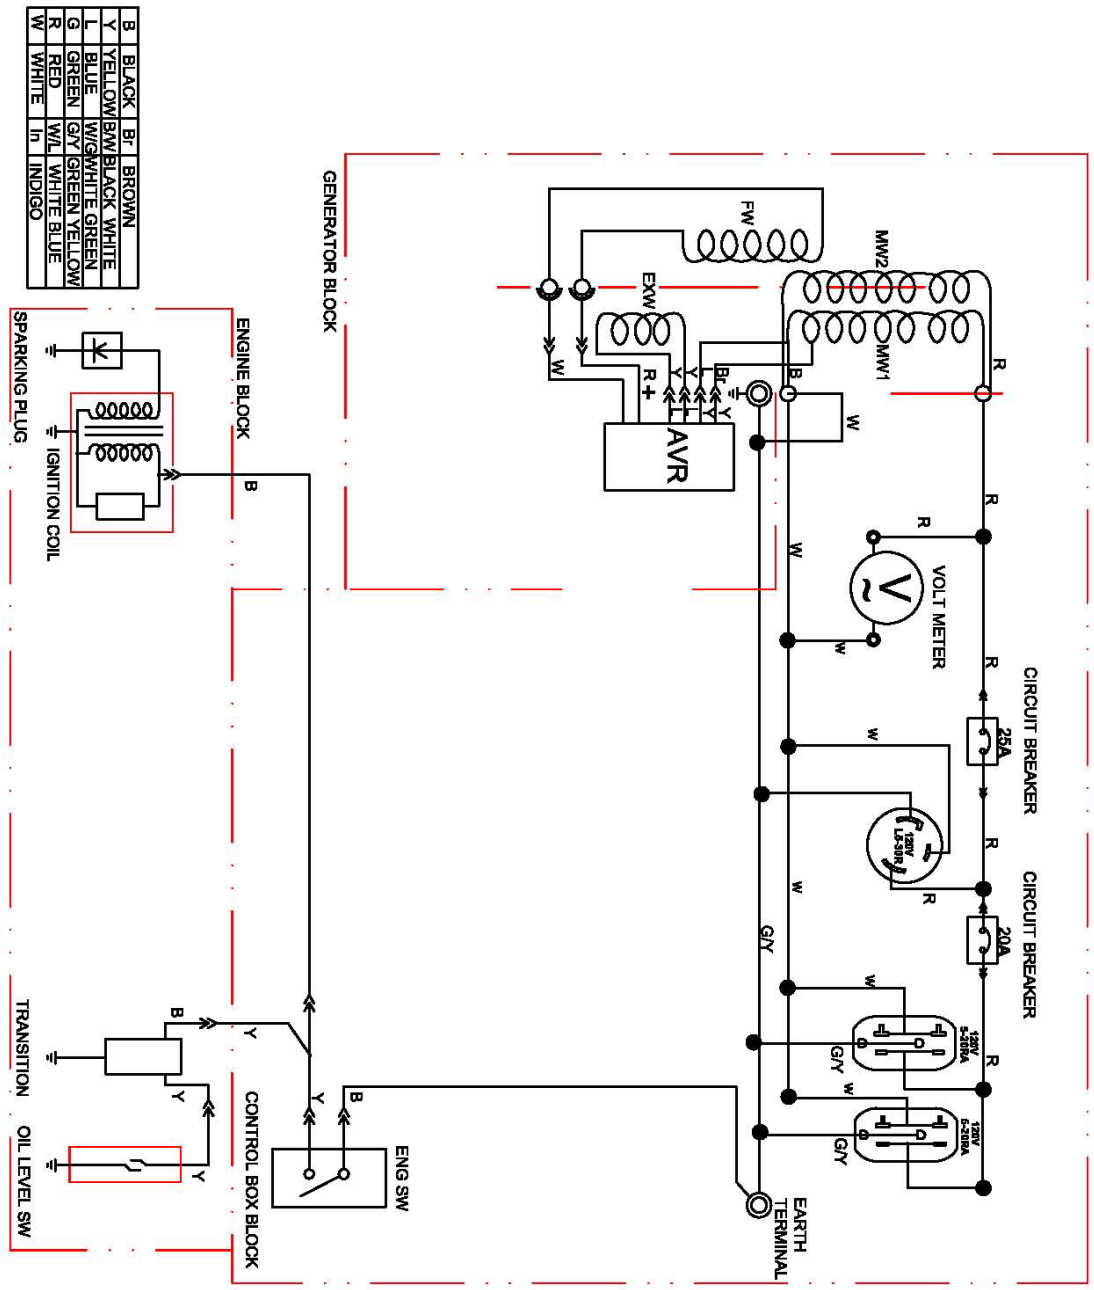 CIRCUIT BREAKER
CIRCUIT BREAKER
25A
20A
R
R
R
R
R
120V
5-20RA
120V
5-20RA
VOLT METER
R
R
MW2
MW1
V
~
120V
L5-30R
W
W
W
W
W
W
W
W
G/Y
G/Y
G/Y
B
EARTH
TERMINAL
FW
EXW
Br
L
Y
Y
Y
Y
L
L
R
+
W
AVR
GENERATOR BLOCK
ENG SW
B
Y
CONTROL BOX BLOCK
ENGINE BLOCK
B
Y
B
Y
Y
IGNITION COIL
SPARKING PLUG
TRANSITION
OIL LEVEL SW
B BLACK Br BROWN
Y YELLOW B/W BLACK WHITE
L BLUE W/G WHITE GREEN
G GREEN G/Y GREEN YELLOW
R RED W/L WHITE BLUE
W WHITE In INDIGO